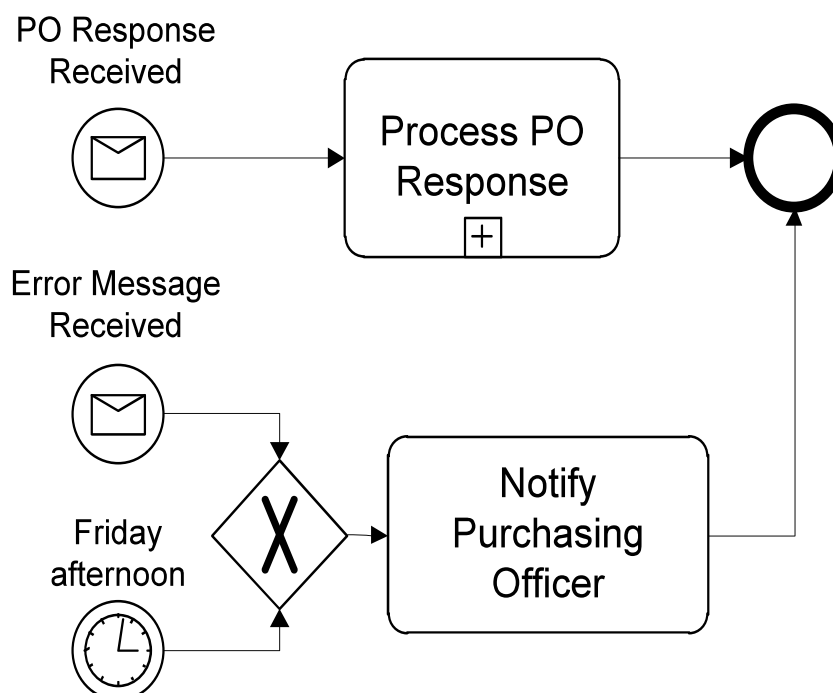 PO Response
Received
Process PO
Response
Error Message
Received
Friday
afternoon
Notify
Purchasing
Officer